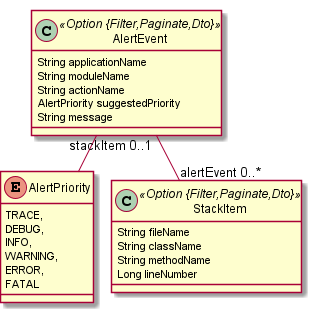 C «Option {Filter,Paginate,Dto}»
AlertEvent
String applicationName
String moduleName
String actionName
AlertPriority suggestedPriority
String message
stackItem 0..1
alertEvent 0..*
E AlertPriority
TRACE,
DEBUG,
INFO,
WARNING,
ERROR,
FATAL
C «Option {Filter,Paginate,Dto}»
StackItem
String fileName
String className
String methodName
Long lineNumber